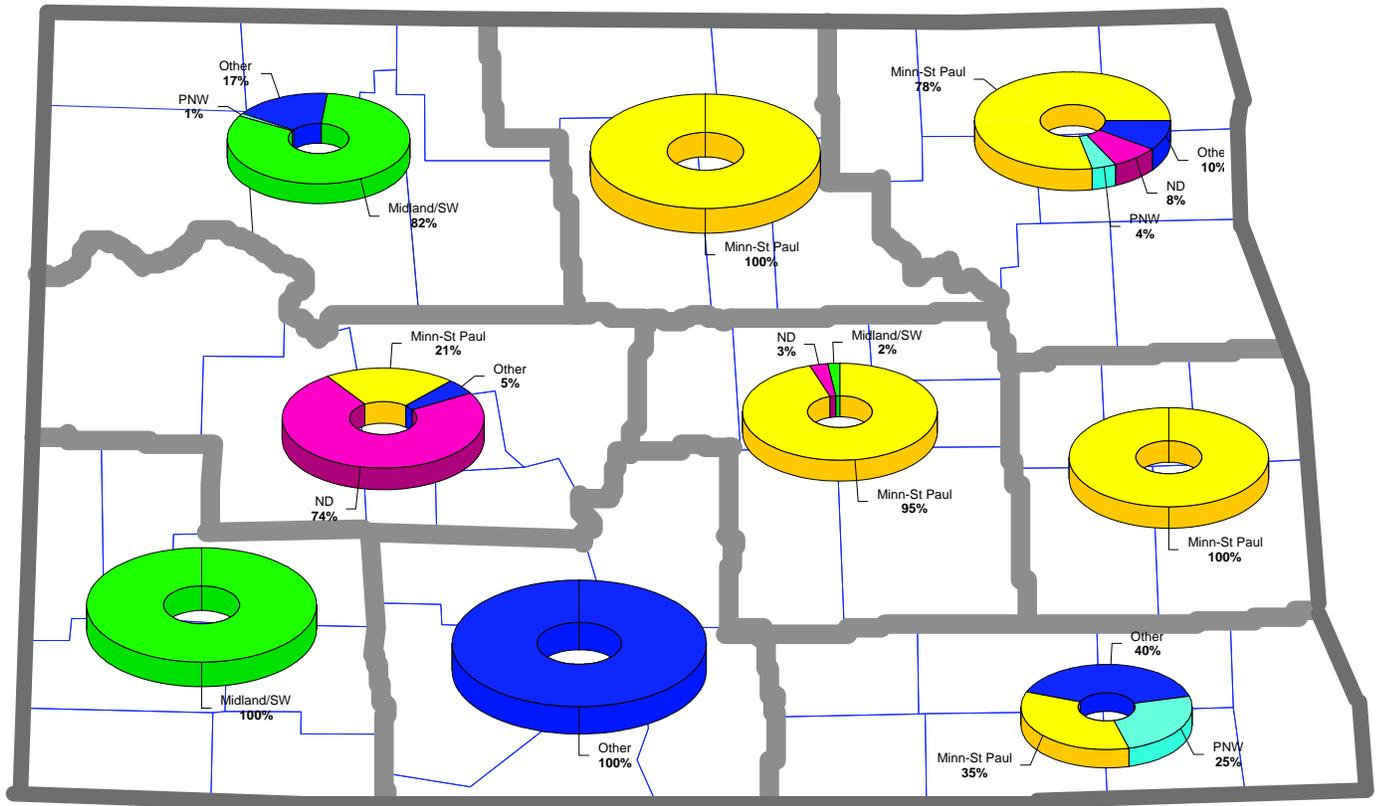 Other
17%
PNW
1%
Midland/SW
82%
Minn-St Paul
100%
Minn-St Paul
78%
Othe
10%
ND
8%
PNW
4%
Minn-St Paul
21%
Other
5%
ND
74%
ND
3%
Midland/SW
2%
Minn-St Paul
95%
Minn-St Paul
100%
Midland/SW
100%
Other
100%
Other
40%
Minn-St Paul
35%
PNW
25%